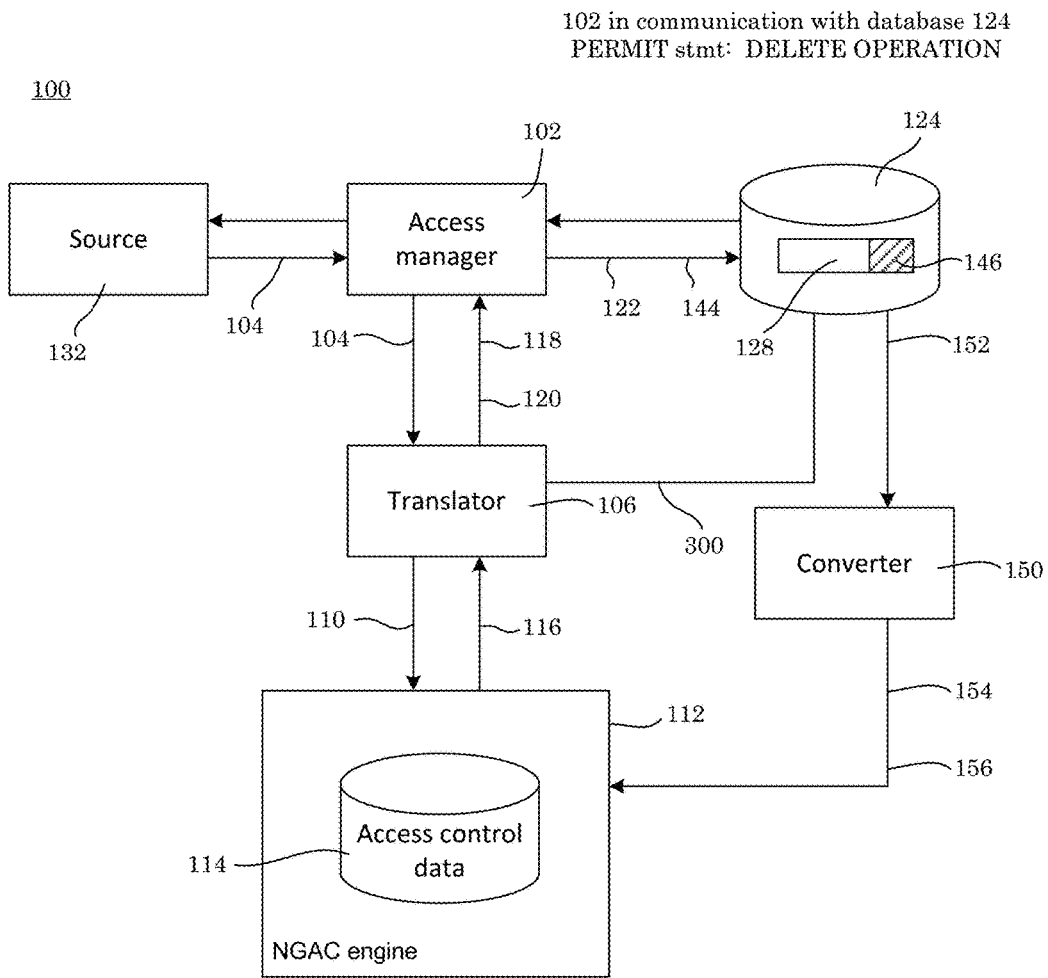 102 in communication with database 124
PERMIT stmt: DELETE OPERATION
100
102
124
Source
Access
manager
146
104
122
144
132
104
118
128
152
120
Translator
106
300
Converter
150
110
116
154
112
156
Access control
data
114
NGAC engine